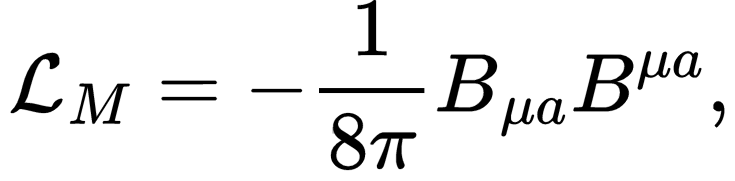 $\mathcal{L}_M = -\frac{1}{8\pi} B_{\mu a} B^{\mu a},$